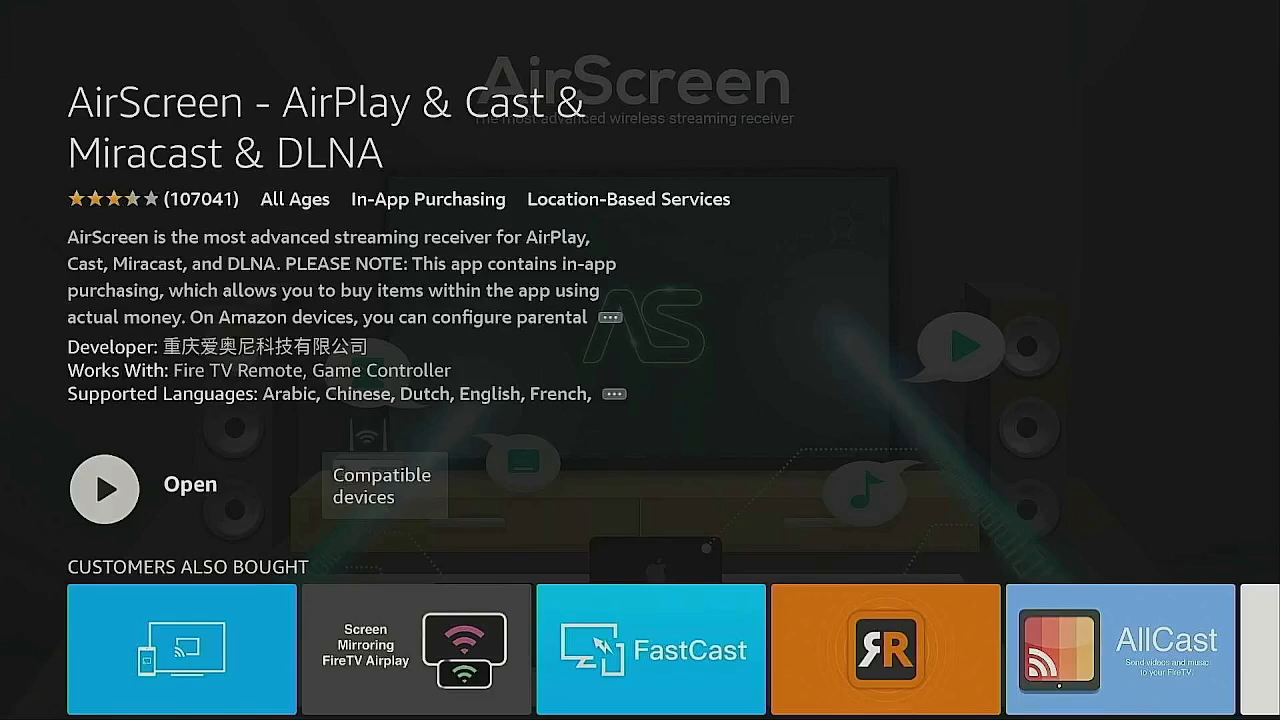 AirScreen
The most advanced wireless streaming receiver
AirScreen - AirPlay & Cast &
Miracast & DLNA
(107041) All Ages In-App Purchasing Location-Based Services
AirScreen is the most advanced streaming receiver for AirPlay,
Cast, Miracast, and DLNA. PLEASE NOTE: This app contains in-app
purchasing, which allows you to buy items within the app using
actual money. On Amazon devices, you can configure parental
AS
Developer: 重庆爱奥尼科技有限公司
Works With: Fire TV Remote, Game Controller
Supported Languages: Arabic, Chinese, Dutch, English, French,
Open
Compatible
devices
CUSTOMERS ALSO BOUGHT
Screen
Mirroring
FireTV Airplay
FastCast
RR
AllCast
Send videos and music
to your FireTV.